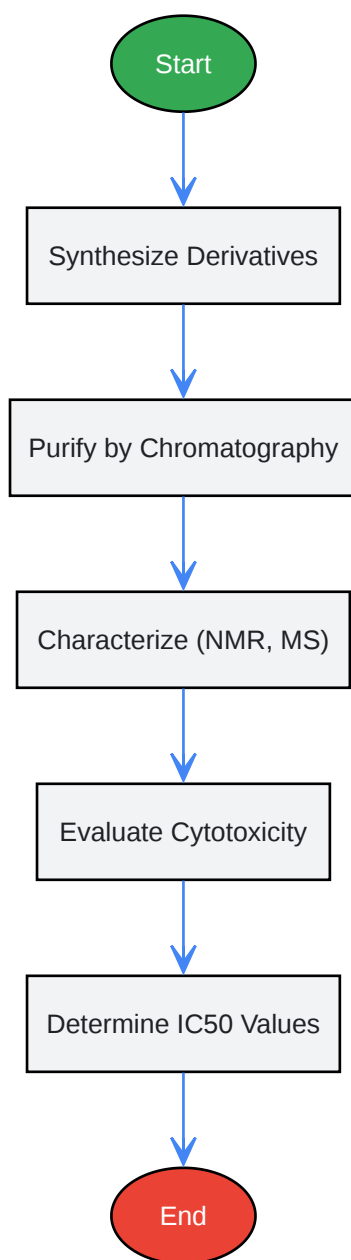 Start
Synthesize Derivatives
Purify by Chromatography
Characterize (NMR, MS)
Evaluate Cytotoxicity
Determine IC50 Values
End